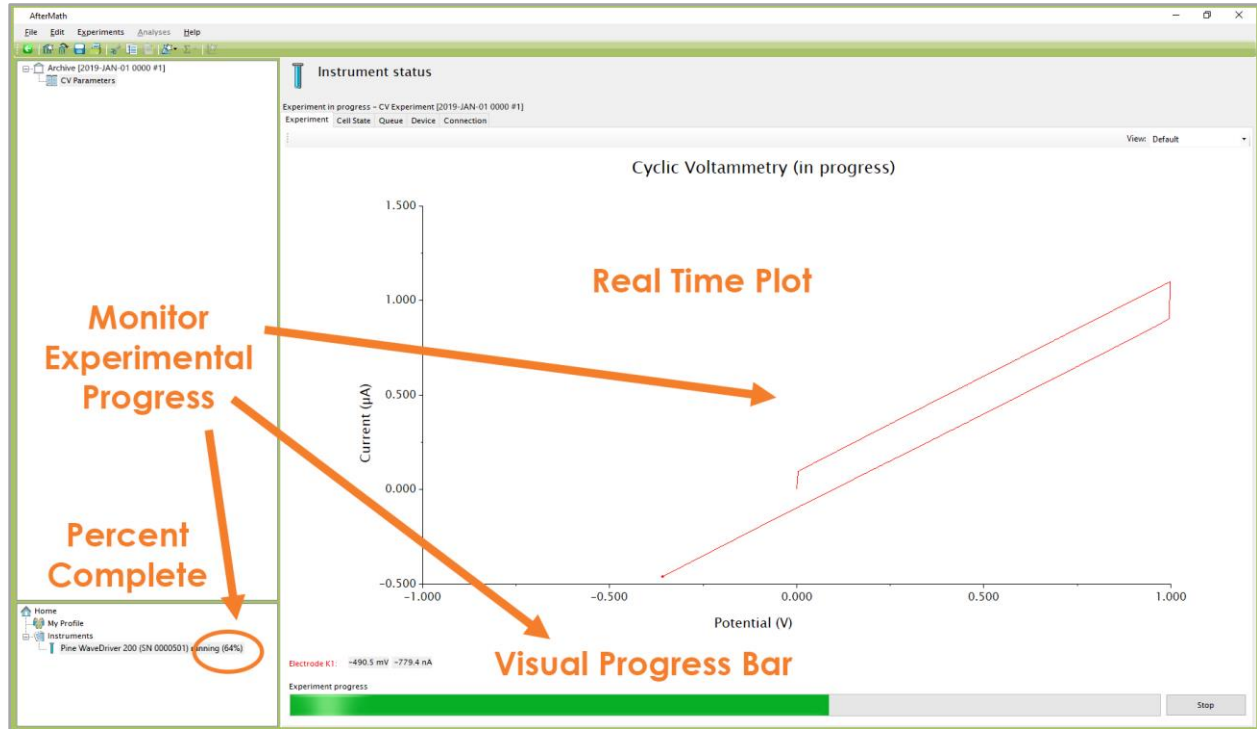 AfterMath
File Edit Experiments Analyses Help
Archive [2019-JAN-01 0000 #1]
CV Parameters
Instrument status
Experiment in progress – CV Experiment [2019-JAN-01 0000 #1]
Experiment Cell State Queue Device Connection
View: Default
Cyclic Voltammetry (in progress)
1.500
1.000
0.500
0.000
-0.500
Current (µA)
-1.000 -0.500 0.000 0.500 1.000
Potential (V)
Real Time Plot
Monitor
Experimental
Progress
Percent
Complete
Home
My Profile
Instruments
Pine WaveDriver 200 (SN 0000501) running (64%)
Visual Progress Bar
Electrode K1: -490.5 mV -779.4 nA
Experiment progress
Stop